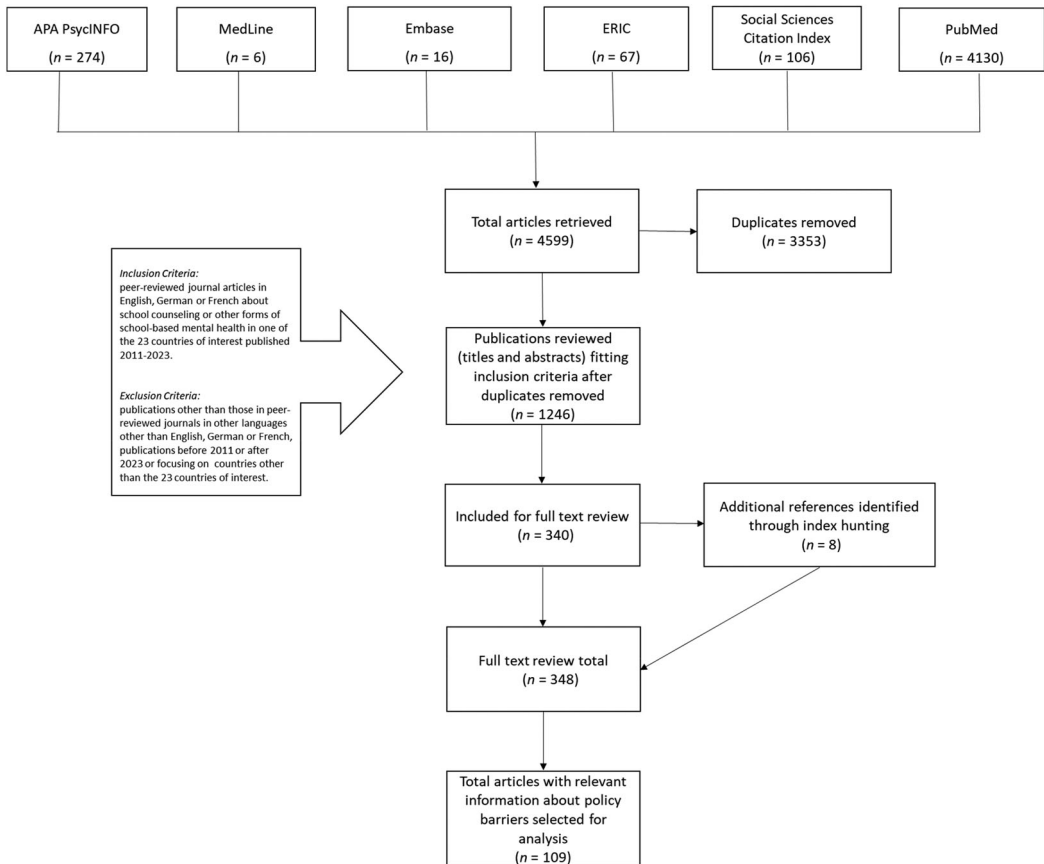 APA PsycINFO
(n = 274)
MedLine
(n = 6)
Embase
(n = 16)
ERIC
(n = 67)
Social Sciences
Citation Index
(n = 106)
PubMed
(n = 4130)
Total articles retrieved
(n = 4599)
Duplicates removed
(n = 3353)
Inclusion Criteria:
peer-reviewed journal articles in
English, German or French about
school counseling or other forms of
school-based mental health in one of
the 23 countries of interest published
2011-2023.
Exclusion Criteria:
publications other than those in peer-
reviewed journals in other languages
other than English, German or French,
publications before 2011 or after
2023 or focusing on countries other
than the 23 countries of interest.
Publications reviewed
(titles and abstracts) fitting
inclusion criteria after
duplicates removed
(n = 1246)
Included for full text review
(n = 340)
Additional references identified
through index hunting
(n = 8)
Full text review total
(n = 348)
Total articles with relevant
information about policy
barriers selected for
analysis
(n = 109)